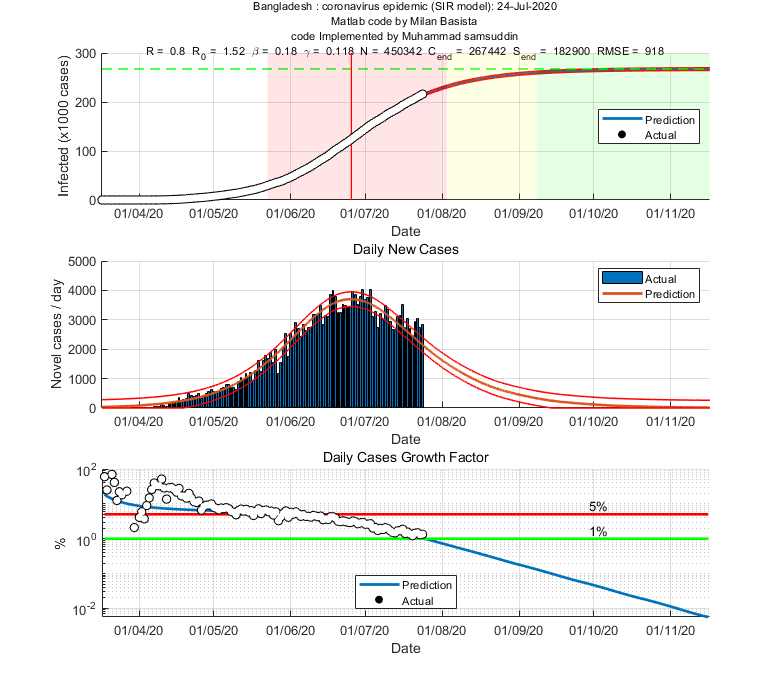 Bangladesh : coronavirus epidemic (SIR model): 24-Jul-2020
Matlab code by Milan Basista
code Implemented by Muhammad samsuddin
R = 0.8 R0 = 1.52 β = 0.18 γ = 0.118 N = 450342 Cend = 267442 Send = 182900 RMSE = 918
Infected (x1000 cases)
300
200
100
0
Prediction
Actual
01/04/20 01/05/20 01/06/20 01/07/20 01/08/20 01/09/20 01/10/20 01/11/20
Date
Daily New Cases
Novel cases / day
5000
4000
3000
2000
1000
0
Actual
Prediction
01/04/20 01/05/20 01/06/20 01/07/20 01/08/20 01/09/20 01/10/20 01/11/20
Date
Daily Cases Growth Factor
%
10^2
10^0
10^-2
5%
1%
Prediction
Actual
01/04/20 01/05/20 01/06/20 01/07/20 01/08/20 01/09/20 01/10/20 01/11/20
Date